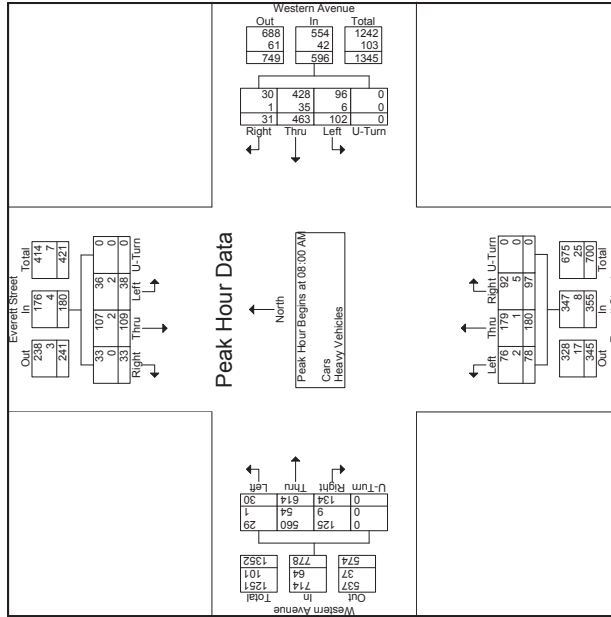 Western Avenue
Out In Total
688 554 1242
61 42 103
749 596 1345
30 428 96 0
1 35 6 0
31 463 102 0
Right Thru Left U-Turn
Everett Street
Out In Total
238 176 414
3 4 7
241 180 421
33 107 36 0
0 2 2 0
33 109 38 0
Right Thru Left U-Turn
Peak Hour Data
North
Peak Hour Begins at 08:00 AM
Cars
Heavy Vehicles
Left Thru Right U-Turn
76 179 92 0
2 1 5 0
78 180 97 0
328 347 675
17 8 25
345 355 700
Out In Total
Left Thru Right U-Turn
30 614 134 0
1 54 9 0
29 560 125 0
1352 778 574
101 64 37
1251 714 537
Total In Out
Western Avenue